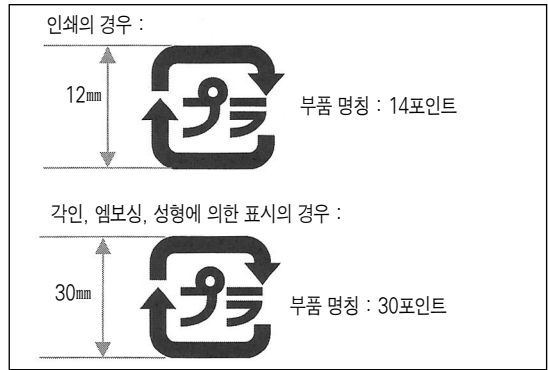 인쇄의 경우 :
12㎜
プラ
부품 명칭 : 14포인트
각인, 엠보싱, 성형에 의한 표시의 경우 :
30㎜
プラ
부품 명칭 : 30포인트